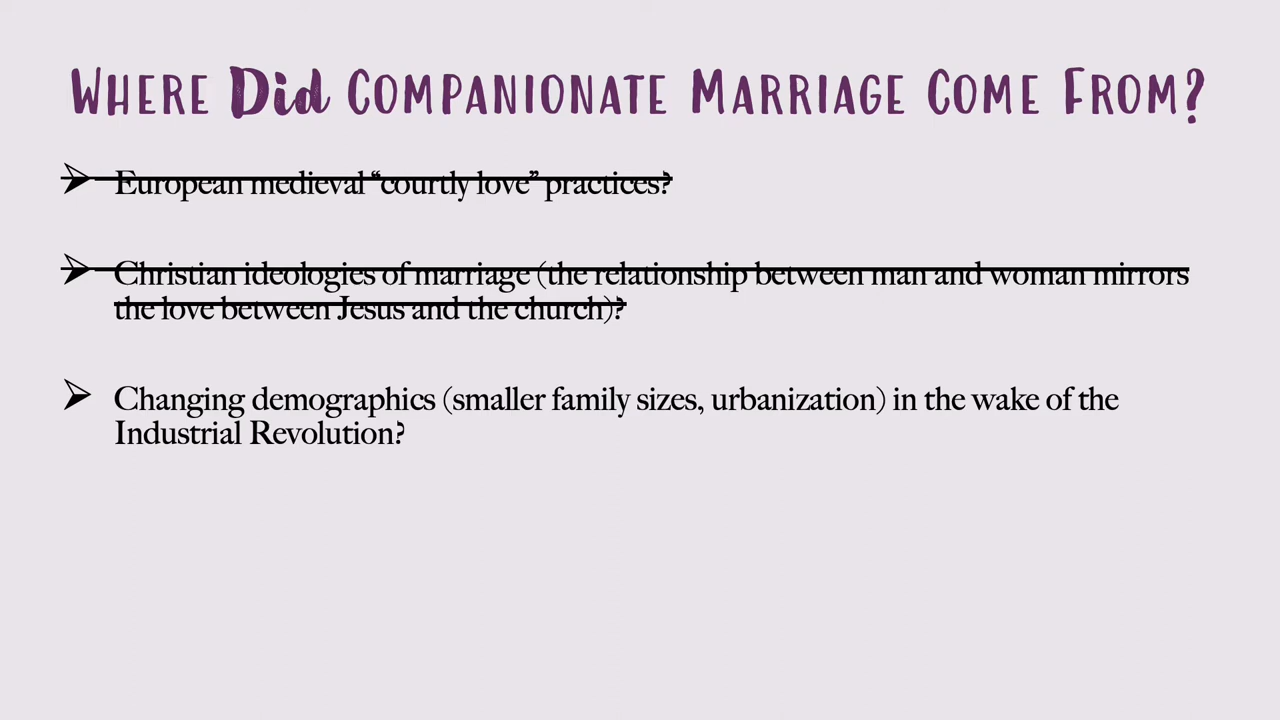 Where Did Companionate Marriage Come From?
➢ European medieval “courtly love” practices?
➢ Christian ideologies of marriage (the relationship between man and woman mirrors
the love between Jesus and the church)?
➢ Changing demographics (smaller family sizes, urbanization) in the wake of the
Industrial Revolution?